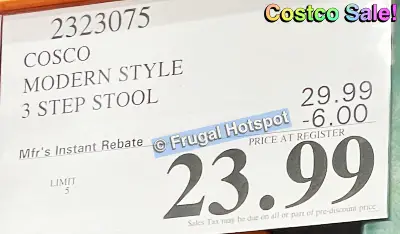 Costco Sale!
2323075
COSCO
MODERN STYLE
3 STEP STOOL
29.99
-6.00
Mfr's Instant Rebate
© Frugal Hotspot
PRICE AT REGISTER
LIMIT
5
23.99
Sales Tax may be due on all or part of pre-discount price